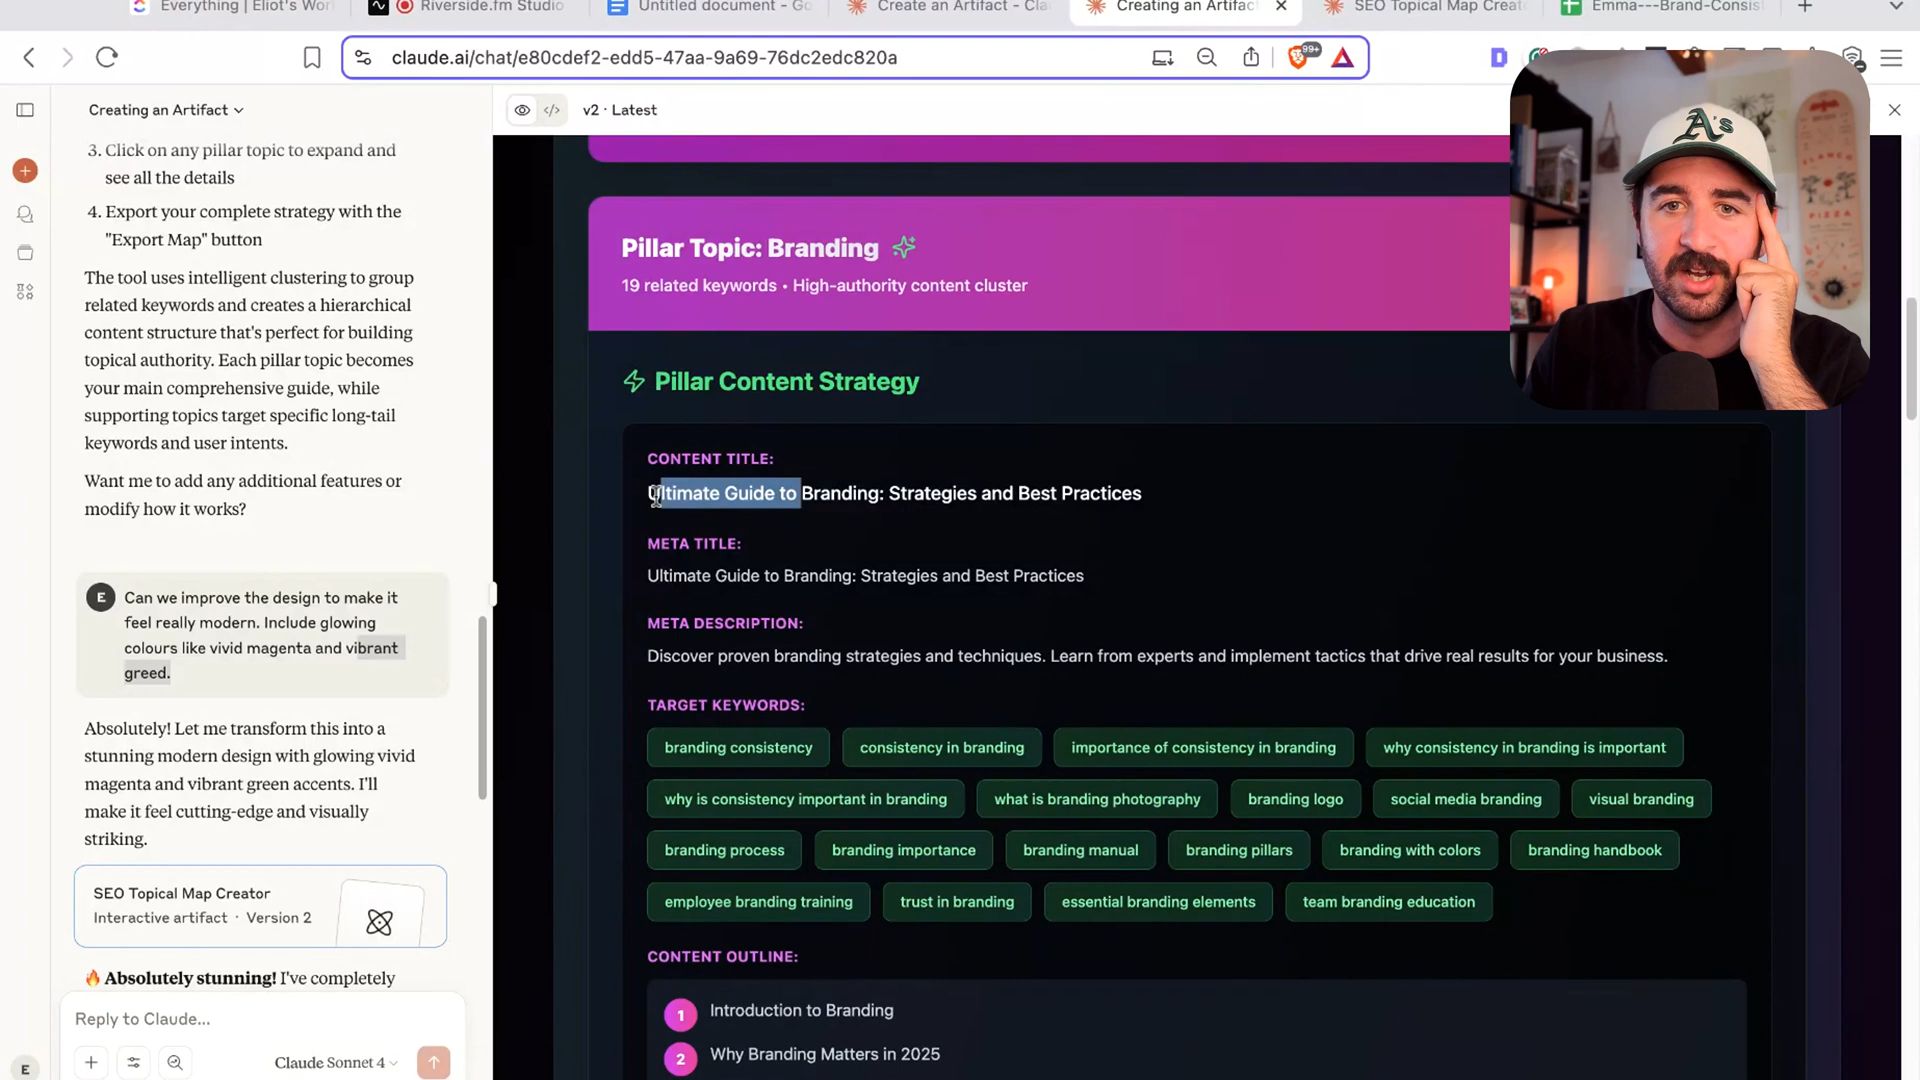 Everything | Eliot's Wor
Riverside.fm Studio
Untitled document - Go
Create an Artifact - Cla
Creating an Artifac
SEO Topical Map Creato
Emma---Brand-Consis
claude.ai/chat/e80cdef2-edd5-47aa-9a69-76dc2edc820a
99+
Creating an Artifact
v2 · Latest
3. Click on any pillar topic to expand and
see all the details
4. Export your complete strategy with the
"Export Map" button
The tool uses intelligent clustering to group
related keywords and creates a hierarchical
content structure that's perfect for building
topical authority. Each pillar topic becomes
your main comprehensive guide, while
supporting topics target specific long-tail
keywords and user intents.
Want me to add any additional features or
modify how it works?
E
Can we improve the design to make it
feel really modern. Include glowing
colours like vivid magenta and vibrant
greed.
Absolutely! Let me transform this into a
stunning modern design with glowing vivid
magenta and vibrant green accents. I'll
make it feel cutting-edge and visually
striking.
SEO Topical Map Creator
Interactive artifact · Version 2
🔥 Absolutely stunning! I've completely
Reply to Claude...
Claude Sonnet 4
E
Pillar Topic: Branding
19 related keywords • High-authority content cluster
Pillar Content Strategy
CONTENT TITLE:
Ultimate Guide to Branding: Strategies and Best Practices
META TITLE:
Ultimate Guide to Branding: Strategies and Best Practices
META DESCRIPTION:
Discover proven branding strategies and techniques. Learn from experts and implement tactics that drive real results for your business.
TARGET KEYWORDS:
branding consistency
consistency in branding
importance of consistency in branding
why consistency in branding is important
why is consistency important in branding
what is branding photography
branding logo
social media branding
visual branding
branding process
branding importance
branding manual
branding pillars
branding with colors
branding handbook
employee branding training
trust in branding
essential branding elements
team branding education
CONTENT OUTLINE:
1 Introduction to Branding
2 Why Branding Matters in 2025
A's
PIZZA